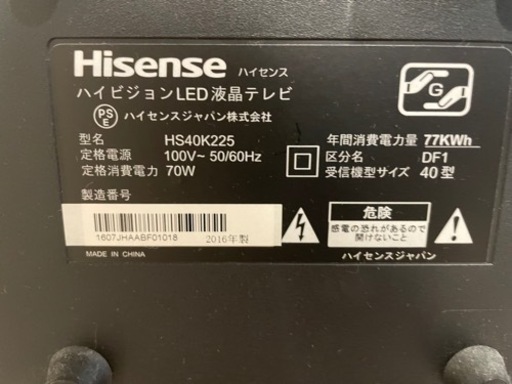 Hisense ハイセンス
ハイビジョンLED液晶テレビ
PSE ハイセンスジャパン株式会社
G
型名 HS40K225
定格電源 100V~ 50/60Hz
定格消費電力 70W
年間消費電力量 77KWh
区分名 DF1
受信機型サイズ 40型
製造番号
1607JHAABF01018 2016年製
MADE IN CHINA
危険
感電の恐れがあるので
開けないこと
ハイセンスジャパン